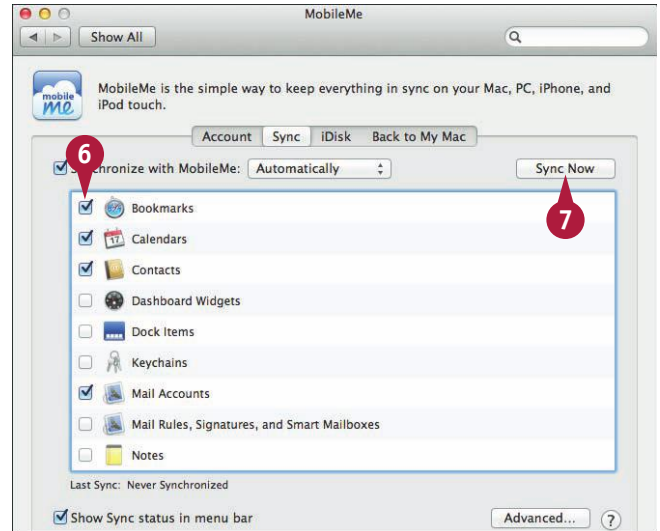 MobileMe
Show All
mobile me
MobileMe is the simple way to keep everything in sync on your Mac, PC, iPhone, and
iPod touch.
Account Sync iDisk Back to My Mac
6
chronize with MobileMe: Automatically Sync Now
7
Bookmarks
17 Calendars
Contacts
Dashboard Widgets
Dock Items
Keychains
Mail Accounts
Mail Rules, Signatures, and Smart Mailboxes
Notes
Last Sync: Never Synchronized
Show Sync status in menu bar Advanced... ?